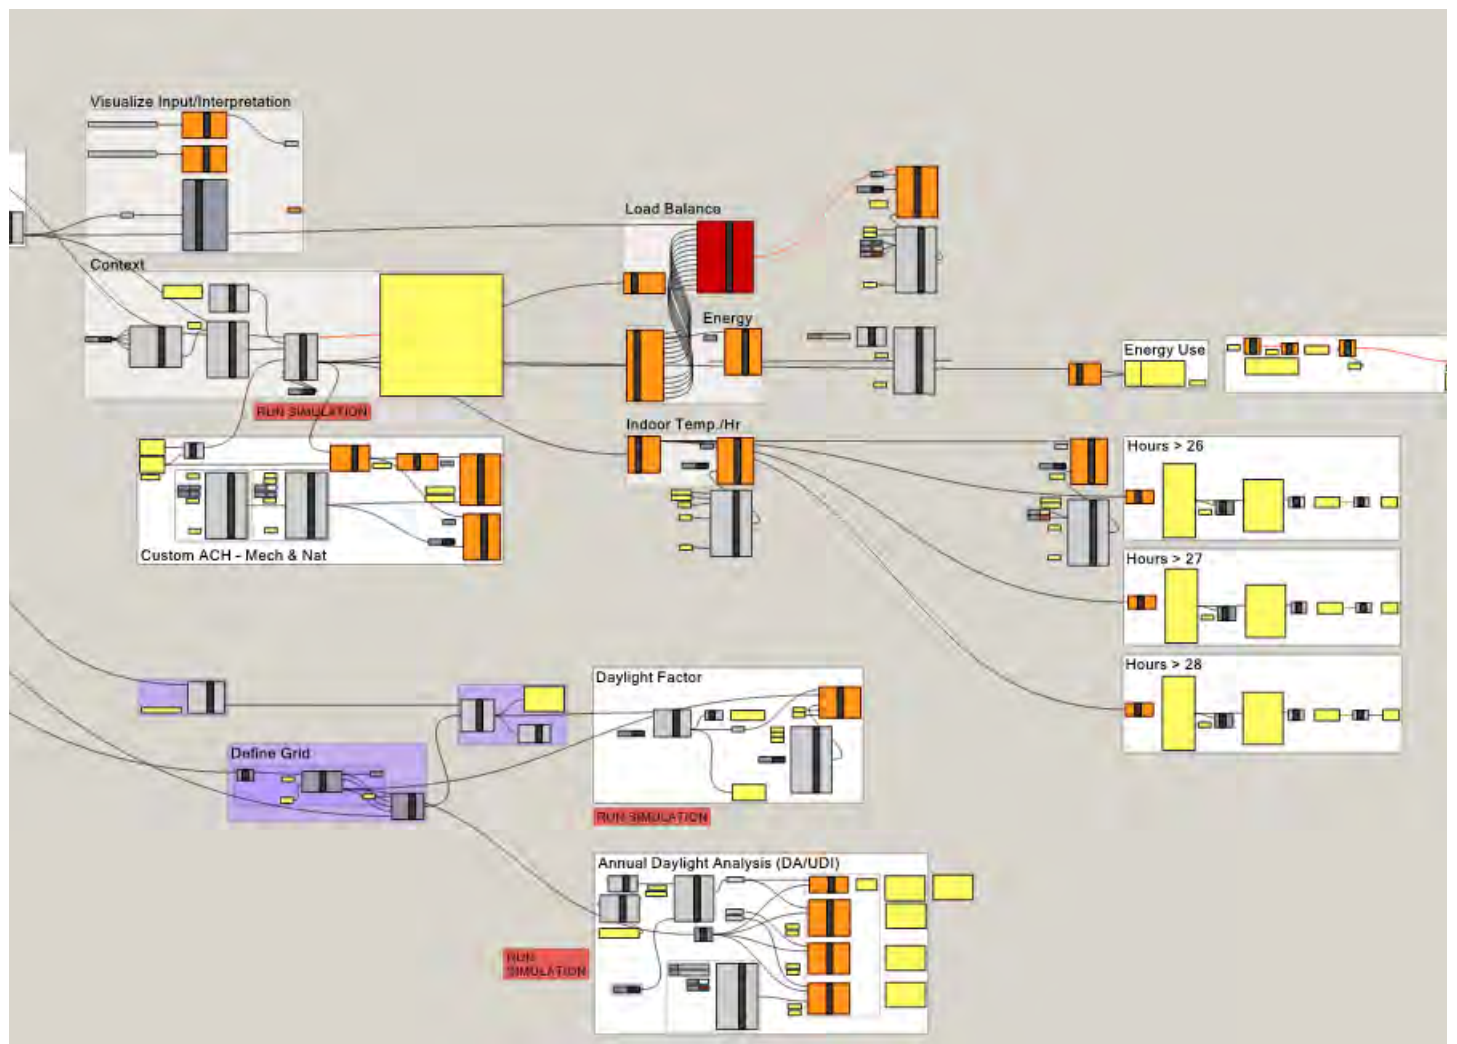 Visualize Input/Interpretation
Load Balance
Context
Energy
Energy Use
RUN SIMULATION
Indoor Temp./Hr
Hours > 26
Custom ACH - Mech & Nat
Hours > 27
Hours > 28
Daylight Factor
Define Grid
RUN SIMULATION
Annual Daylight Analysis (DA/UDI)
RUN
SIMULATION